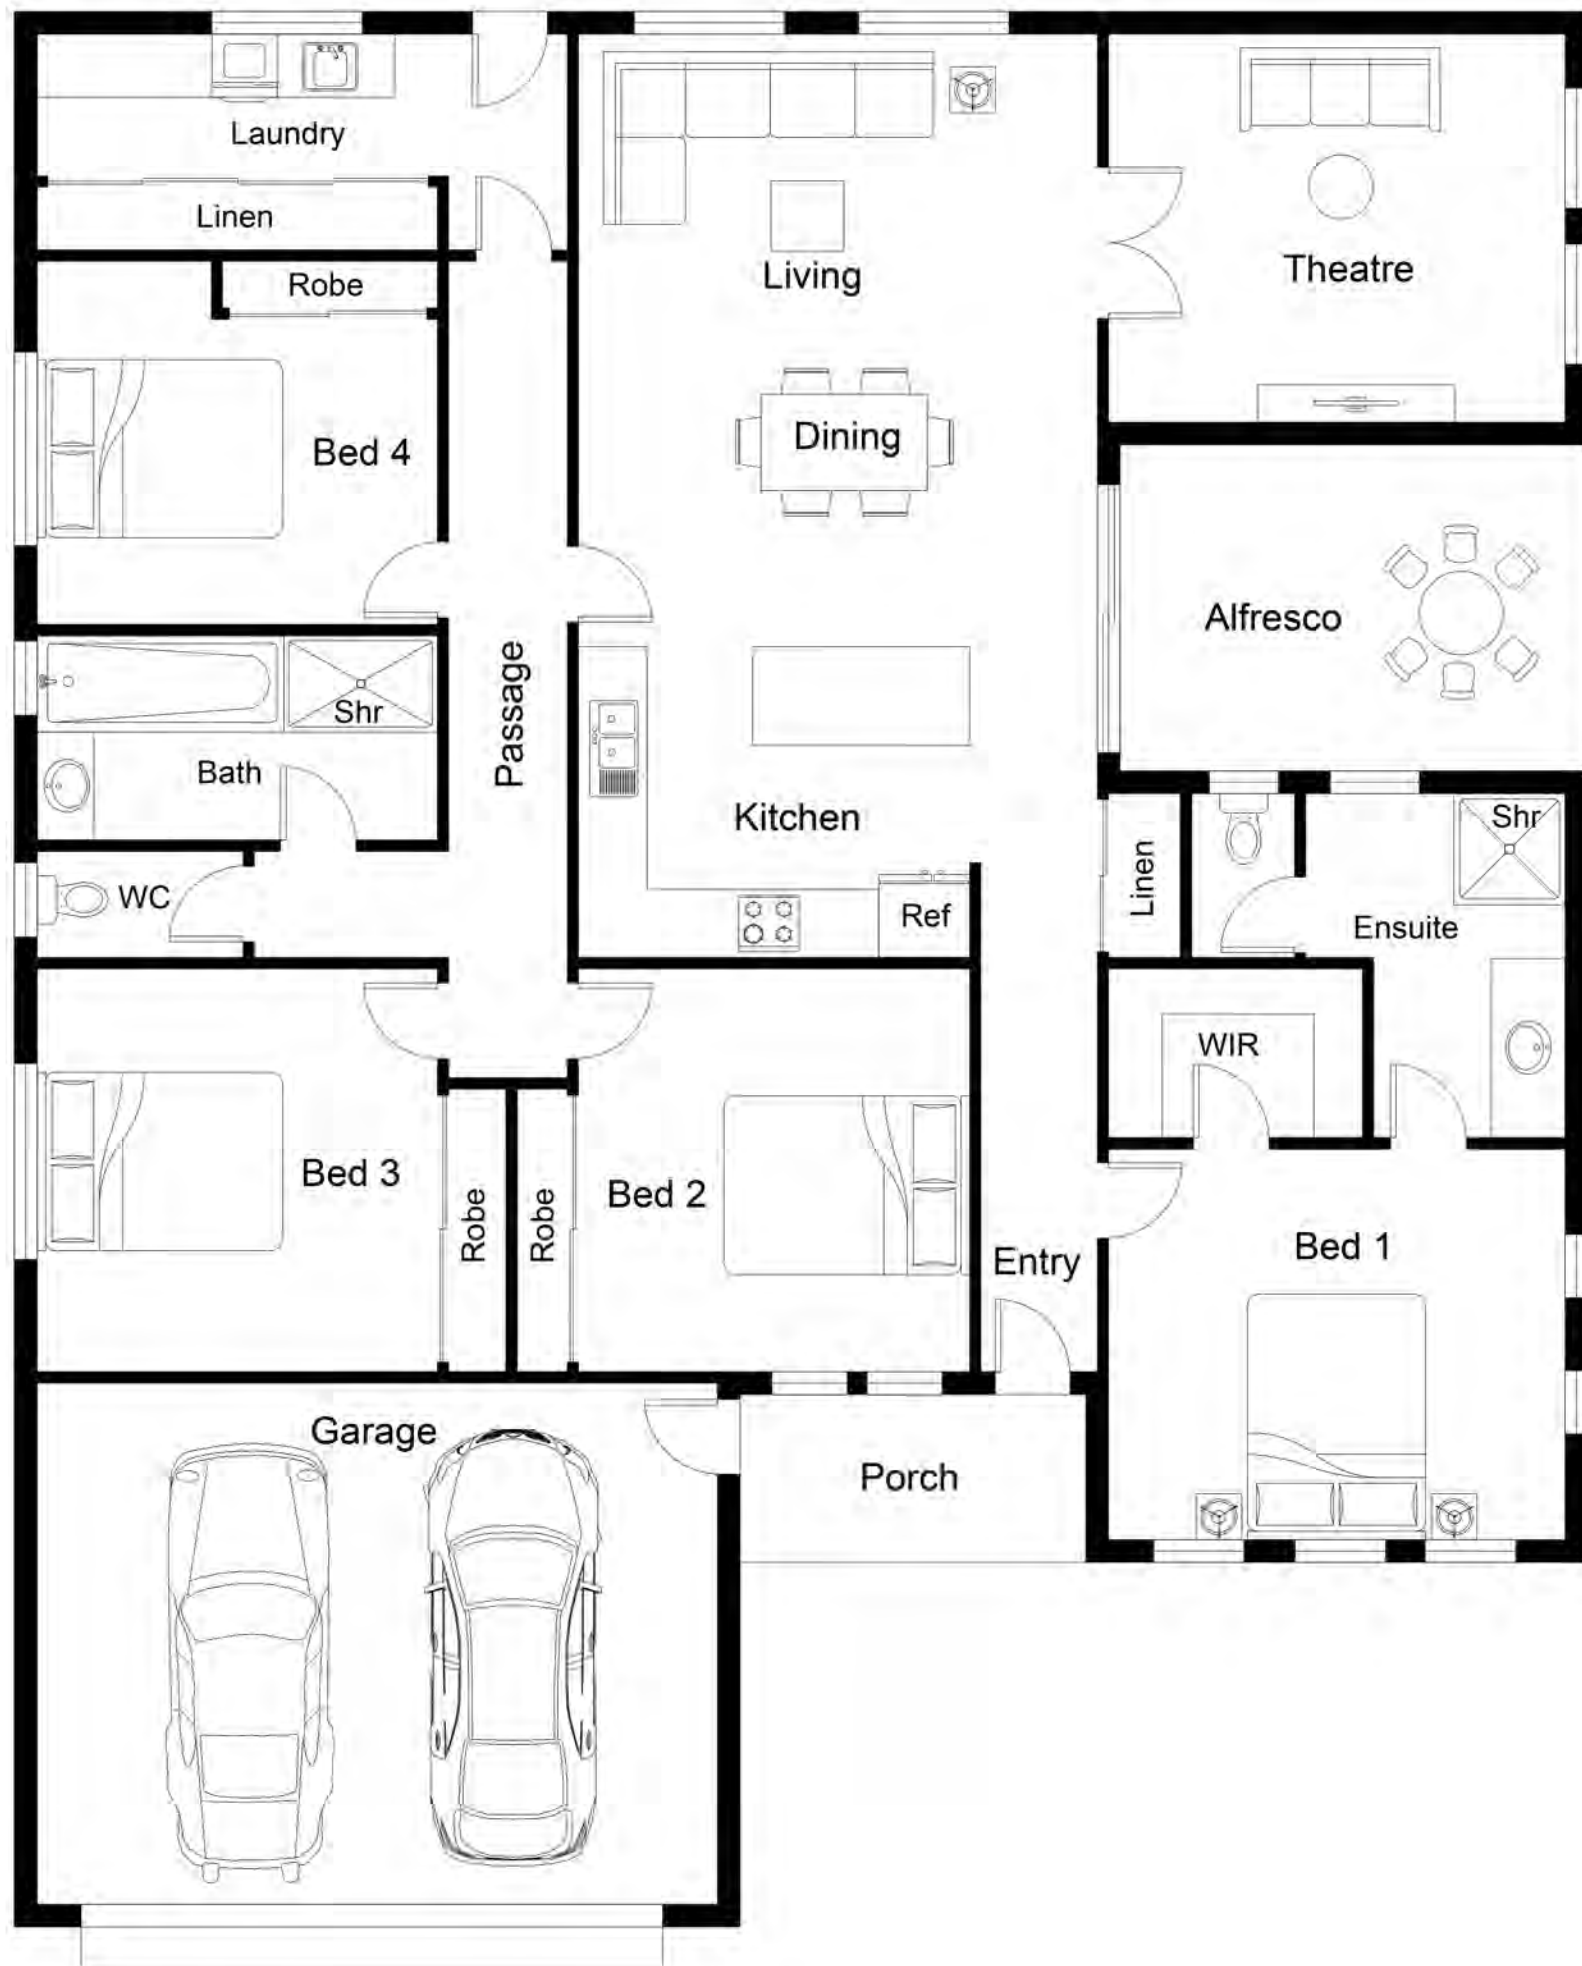 Laundry
Linen
Robe
Living
Theatre
Bed 4
Dining
Alfresco
Passage
Shr
Bath
Kitchen
Shr
Linen
WC
Ref
Ensuite
WIR
Bed 3
Robe
Robe
Bed 2
Entry
Bed 1
Garage
Porch